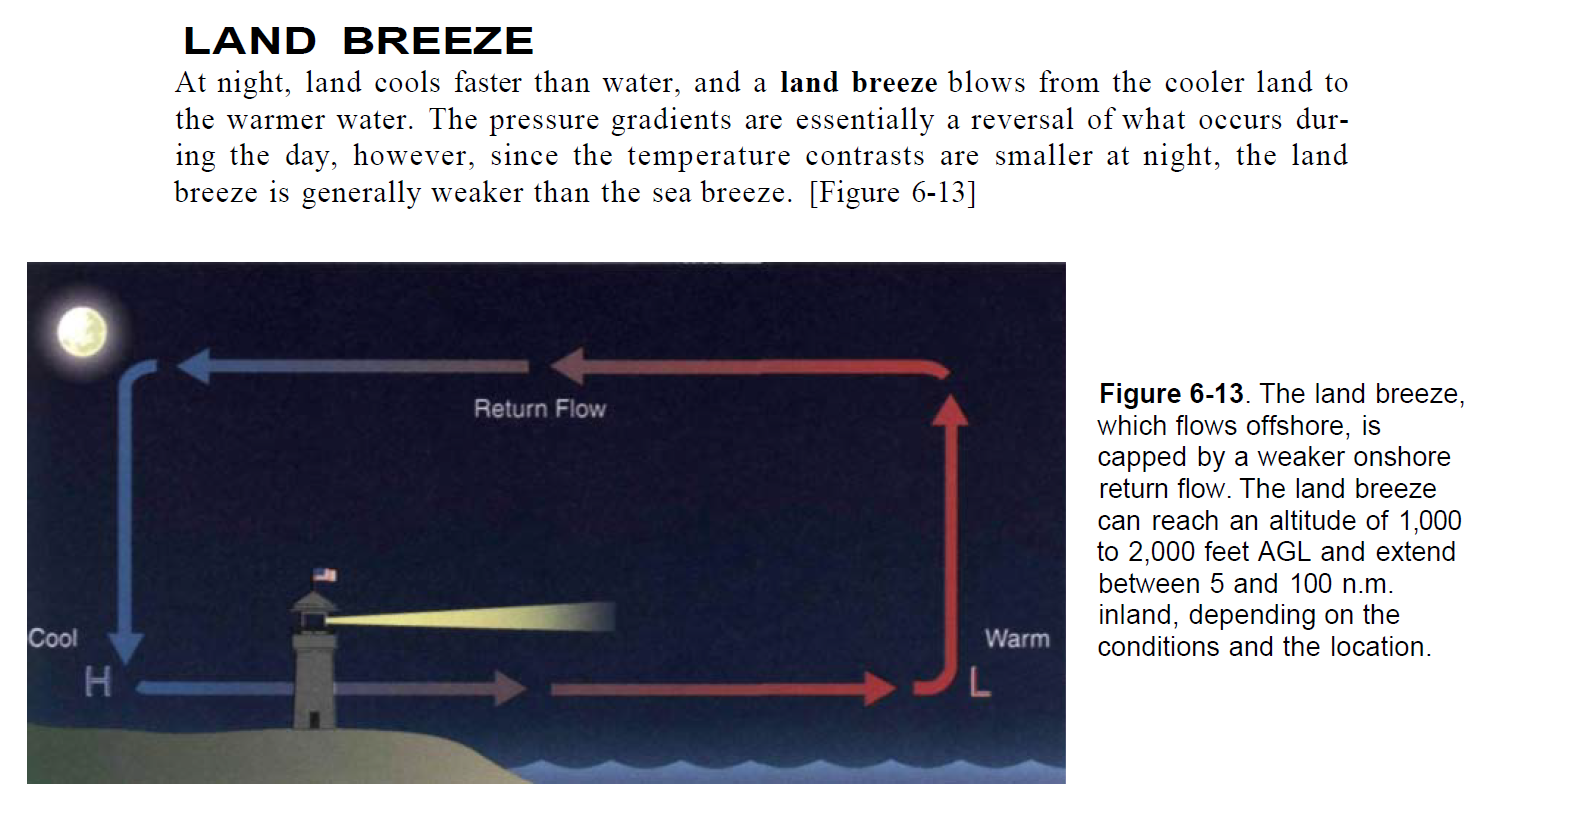 LAND BREEZE
At night, land cools faster than water, and a land breeze blows from the cooler land to
the warmer water. The pressure gradients are essentially a reversal of what occurs dur-
ing the day, however, since the temperature contrasts are smaller at night, the land
breeze is generally weaker than the sea breeze. [Figure 6-13]
Return Flow
Cool
H
Warm
L
Figure 6-13. The land breeze,
which flows offshore, is
capped by a weaker onshore
return flow. The land breeze
can reach an altitude of 1,000
to 2,000 feet AGL and extend
between 5 and 100 n.m.
inland, depending on the
conditions and the location.